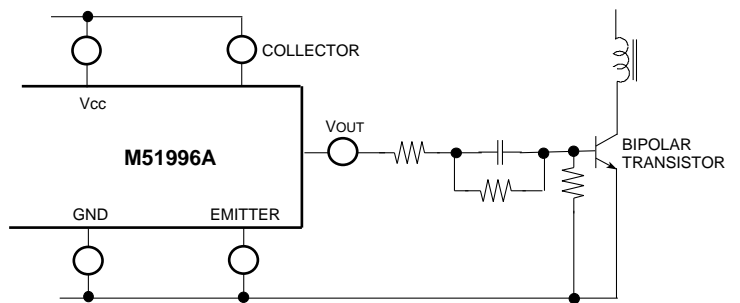 COLLECTOR
Vcc
VOUT
M51996A
BIPOLAR
TRANSISTOR
GND
EMITTER